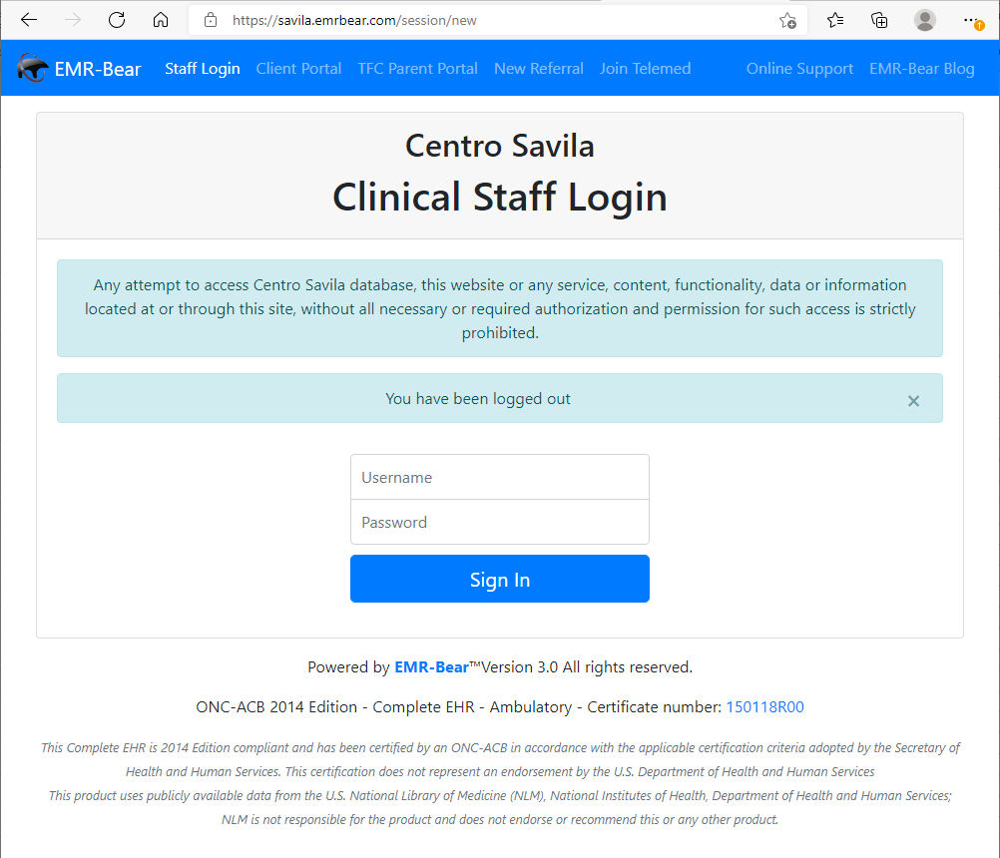 https://savila.emrbear.com/session/new
EMR-Bear Staff Login Client Portal TFC Parent Portal New Referral Join Telemed Online Support EMR-Bear Blog
Centro Savila
Clinical Staff Login
Any attempt to access Centro Savila database, this website or any service, content, functionality, data or information
located at or through this site, without all necessary or required authorization and permission for such access is strictly
prohibited.
You have been logged out ×
Username
Password
Sign In
Powered by EMR-Bear™Version 3.0 All rights reserved.
ONC-ACB 2014 Edition - Complete EHR - Ambulatory - Certificate number: 150118R00
This Complete EHR is 2014 Edition compliant and has been certified by an ONC-ACB in accordance with the applicable certification criteria adopted by the Secretary of
Health and Human Services. This certification does not represent an endorsement by the U.S. Department of Health and Human Services
This product uses publicly available data from the U.S. National Library of Medicine (NLM), National Institutes of Health, Department of Health and Human Services;
NLM is not responsible for the product and does not endorse or recommend this or any other product.